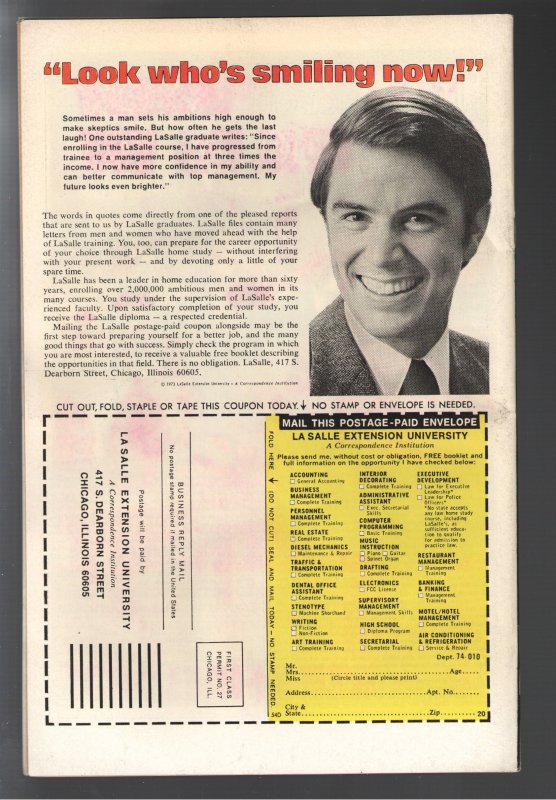 “Look who’s smiling now!”
Sometimes a man sets his ambitions high enough to
make skeptics smile. But how often he gets the last
laugh! One outstanding LaSalle graduate writes: “Since
enrolling in the LaSalle course, I have progressed from
trainee to a management position at three times the
income. I now have more confidence in my ability and
can better communicate with top management. My
future looks even brighter.”
The words in quotes come directly from one of the pleased reports
that are sent to us by LaSalle graduates. LaSalle files contain many
letters from men and women who have moved ahead with the help
of LaSalle training. You, too, can prepare for the career opportunity
of your choice through LaSalle home study — without interfering
with your present work — and by devoting only a little of your
spare time.
LaSalle has been a leader in home education for more than sixty
years, enrolling over 2,000,000 ambitious men and women in its
many courses. You study under the supervision of LaSalle’s expe-
rienced faculty. Upon satisfactory completion of your study, you
receive the LaSalle diploma — a respected credential.
Mailing the LaSalle postage-paid coupon alongside may be the
first step toward preparing yourself for a better job, and the many
good things that go with success. Simply check the program in which
you are most interested, to receive a valuable free booklet describing
the opportunities in that field. There is no obligation. LaSalle, 417 S.
Dearborn Street, Chicago, Illinois 60605.
© 1973 LaSalle Extension University • A Correspondence Institution
CUT OUT, FOLD, STAPLE OR TAPE THIS COUPON TODAY. ↓ NO STAMP OR ENVELOPE IS NEEDED.
FIRST CLASS
PERMIT NO. 27
CHICAGO, ILL.
BUSINESS REPLY MAIL
No postage stamp required if mailed in the United States
Postage will be paid by
LA SALLE EXTENSION UNIVERSITY
A Correspondence Institution
417 S. DEARBORN STREET
CHICAGO, ILLINOIS 60605
FOLD HERE → (DO NOT CUT) SEAL AND MAIL TODAY — NO STAMP NEEDED
MAIL THIS POSTAGE-PAID ENVELOPE
LA SALLE EXTENSION UNIVERSITY
A Correspondence Institution
Please send me, without cost or obligation, FREE booklet and
full information on the opportunity I have checked below:
ACCOUNTING
□ General Accounting
BUSINESS
MANAGEMENT
□ Complete Training
PERSONNEL
MANAGEMENT
□ Complete Training
REAL ESTATE
□ Complete Training
DIESEL MECHANICS
□ Maintenance & Repair
TRAFFIC &
TRANSPORTATION
□ Complete Training
DENTAL OFFICE
ASSISTANT
□ Complete Training
STENOTYPE
□ Machine Shorthand
WRITING
□ Fiction
□ Non-Fiction
ART TRAINING
□ Complete Training
INTERIOR
DECORATING
□ Complete Training
ADMINISTRATIVE
ASSISTANT
□ Exec. Secretarial
Skills
COMPUTER
PROGRAMMING
□ Basic Training
MUSIC
INSTRUCTION
□ Piano □ Guitar
□ Spinet Organ
DRAFTING
□ Complete Training
ELECTRONICS
□ FCC License
SUPERVISORY
MANAGEMENT
□ Management Skills
HIGH SCHOOL
□ Diploma Program
SECRETARIAL
□ Complete Training
EXECUTIVE
DEVELOPMENT
□ Law for Executive
Leadership*
□ Law for Police
Officers*
*No state accepts
any law home study
course, including
LaSalle's, as
sufficient educa-
tion to qualify
for admission to
practice law.
RESTAURANT
MANAGEMENT
□ Management
Training
BANKING
& FINANCE
□ Management
Training
MOTEL/HOTEL
MANAGEMENT
□ Complete Training
AIR CONDITIONING
& REFRIGERATION
□ Service & Repair
Dept. 74-010
Mr.
Mrs.
Miss
Age
(Circle title and please print)
Address
Apt. No.
City &
State
Zip
54D
20